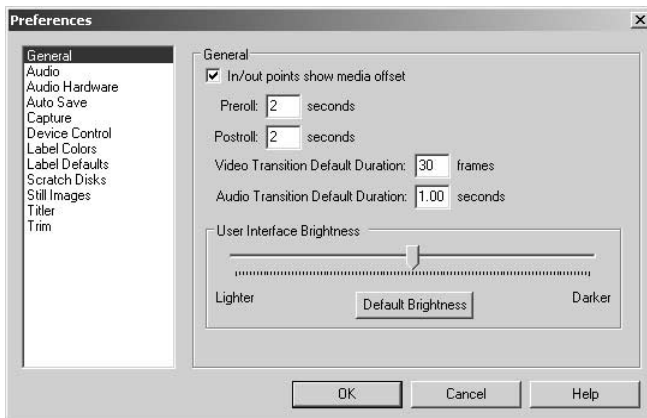 Preferences
General
Audio
Audio Hardware
Auto Save
Capture
Device Control
Label Colors
Label Defaults
Scratch Disks
Still Images
Titler
Trim
General
In/out points show media offset
Preroll: 2 seconds
Postroll: 2 seconds
Video Transition Default Duration: 30 frames
Audio Transition Default Duration: 1.00 seconds
User Interface Brightness
Lighter Darker
Default Brightness
OK Cancel Help